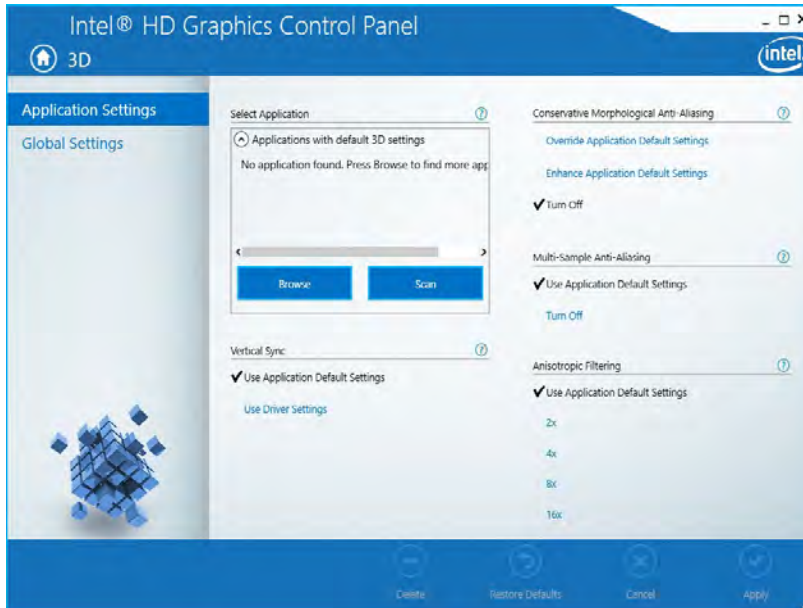 Intel® HD Graphics Control Panel
3D
intel
Application Settings
Global Settings
Select Application
Applications with default 3D settings
No application found. Press Browse to find more app
Browse
Scan
Vertical Sync
Use Application Default Settings
Use Driver Settings
Conservative Morphological Anti-Aliasing
Override Application Default Settings
Enhance Application Default Settings
Turn Off
Multi-Sample Anti-Aliasing
Use Application Default Settings
Turn Off
Anisotropic Filtering
Use Application Default Settings
2x
4x
8x
16x
Delete
Restore Defaults
Cancel
Apply